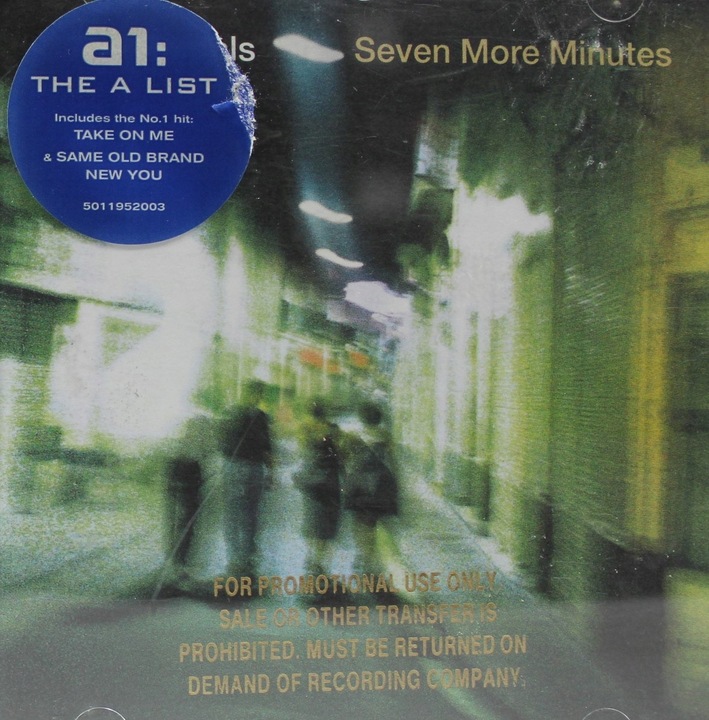 a1:
THE A LIST
Includes the No.1 hit:
TAKE ON ME
& SAME OLD BRAND
NEW YOU
5011952003
ls Seven More Minutes
FOR PROMOTIONAL USE ONLY
SALE OR OTHER TRANSFER IS
PROHIBITED. MUST BE RETURNED ON
DEMAND OF RECORDING COMPANY.